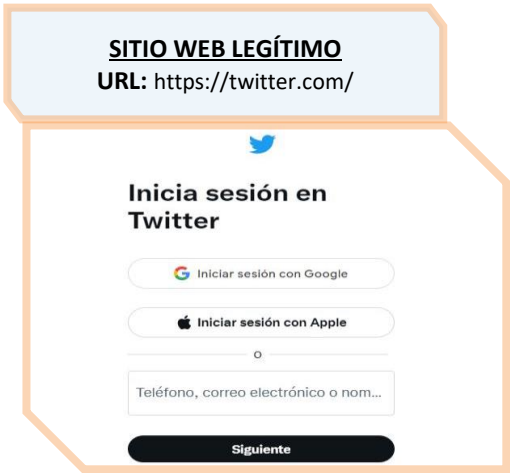 SITIO WEB LEGÍTIMO
URL: https://twitter.com/
Inicia sesión en
Twitter
Iniciar sesión con Google
Iniciar sesión con Apple
o
Teléfono, correo electrónico o nom...
Siguiente